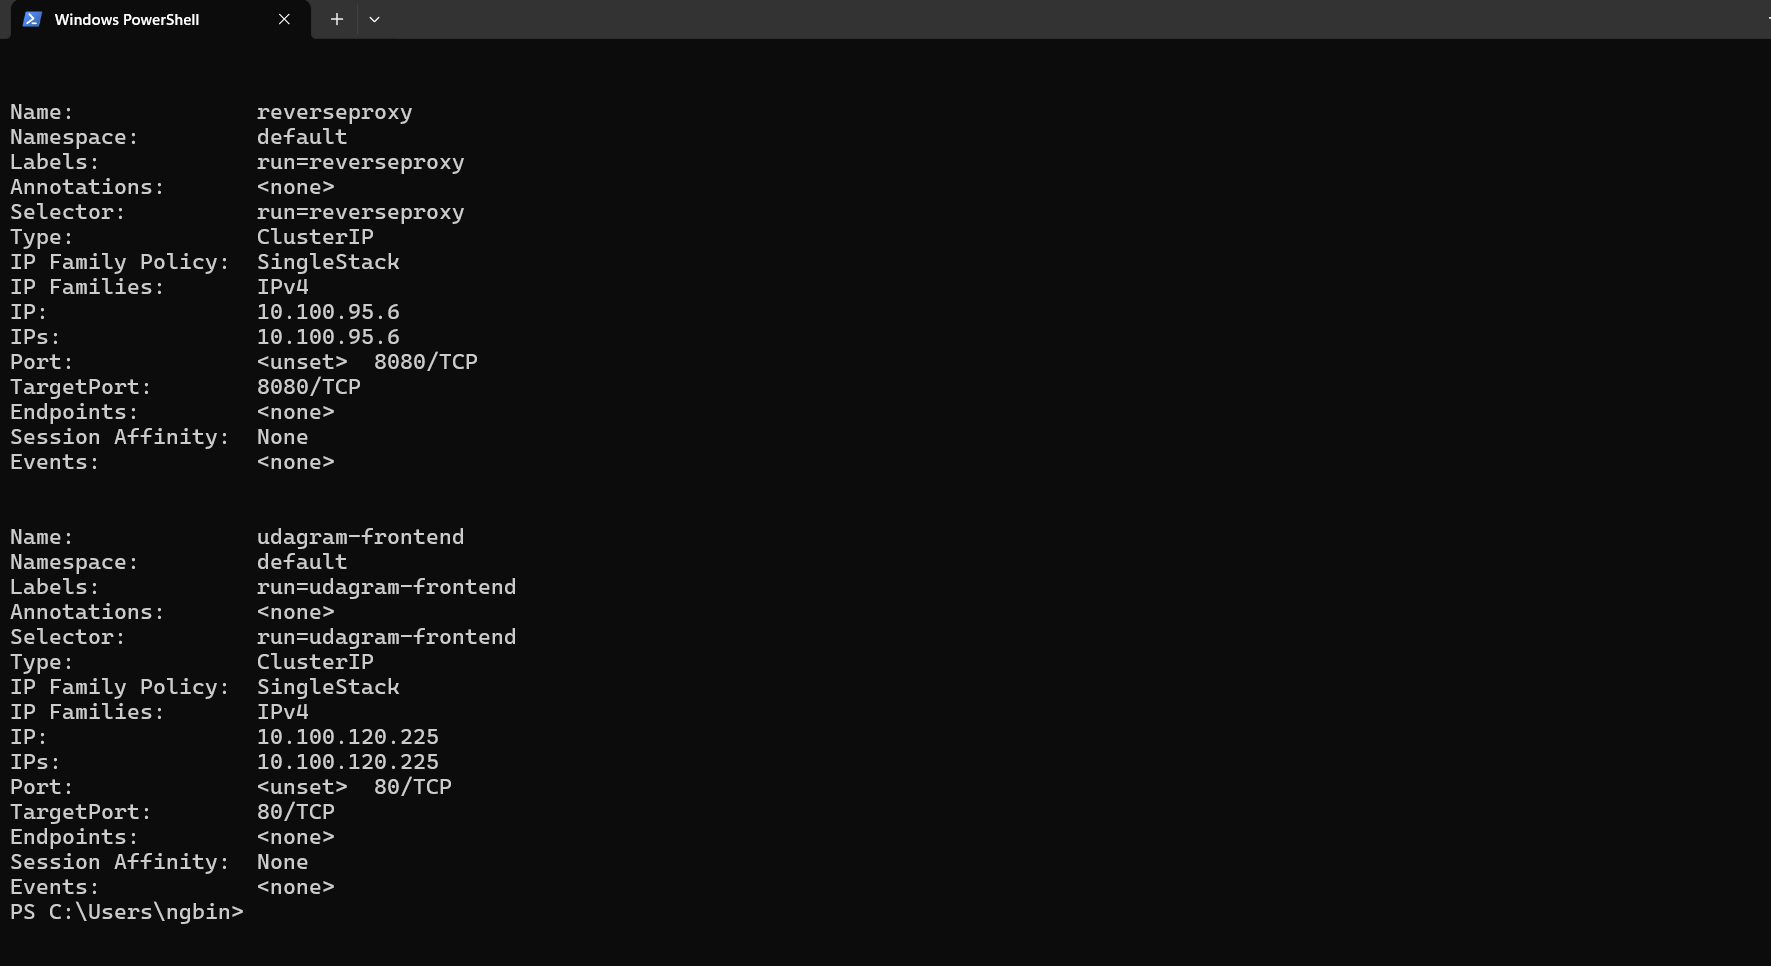 Windows PowerShell
Name:              reverseproxy
Namespace:         default
Labels:            run=reverseproxy
Annotations:       <none>
Selector:          run=reverseproxy
Type:              ClusterIP
IP Family Policy:  SingleStack
IP Families:       IPv4
IP:                10.100.95.6
IPs:               10.100.95.6
Port:              <unset>  8080/TCP
TargetPort:        8080/TCP
Endpoints:         <none>
Session Affinity:  None
Events:            <none>
Name:              udagram-frontend
Namespace:         default
Labels:            run=udagram-frontend
Annotations:       <none>
Selector:          run=udagram-frontend
Type:              ClusterIP
IP Family Policy:  SingleStack
IP Families:       IPv4
IP:                10.100.120.225
IPs:               10.100.120.225
Port:              <unset>  80/TCP
TargetPort:        80/TCP
Endpoints:         <none>
Session Affinity:  None
Events:            <none>
PS C:\Users\ngbin>